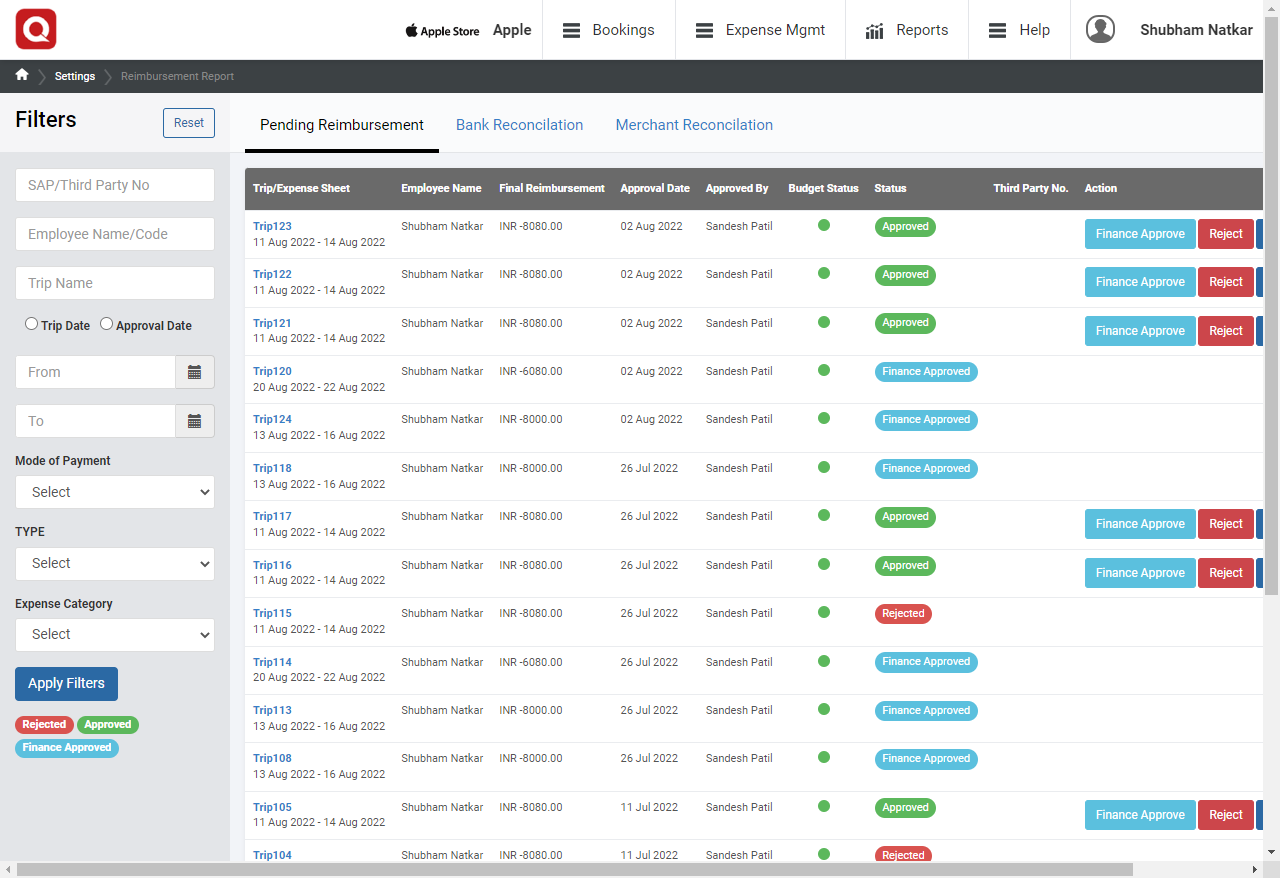 Apple Store Apple Bookings Expense Mgmt Reports Help Shubham Natkar
Settings Reimbursement Report
Filters
Reset
SAP/Third Party No
Employee Name/Code
Trip Name
Trip Date Approval Date
From
To
Mode of Payment
Select
TYPE
Select
Expense Category
Select
Apply Filters
Rejected Approved
Finance Approved
Pending Reimbursement Bank Reconcilation Merchant Reconcilation
Trip/Expense Sheet Employee Name Final Reimbursement Approval Date Approved By Budget Status Status Third Party No. Action
Trip123 Shubham Natkar INR -8080.00 02 Aug 2022 Sandesh Patil Approved Finance Approve Reject
11 Aug 2022 - 14 Aug 2022
Trip122 Shubham Natkar INR -8080.00 02 Aug 2022 Sandesh Patil Approved Finance Approve Reject
11 Aug 2022 - 14 Aug 2022
Trip121 Shubham Natkar INR -8080.00 02 Aug 2022 Sandesh Patil Approved Finance Approve Reject
11 Aug 2022 - 14 Aug 2022
Trip120 Shubham Natkar INR -6080.00 02 Aug 2022 Sandesh Patil Finance Approved
20 Aug 2022 - 22 Aug 2022
Trip124 Shubham Natkar INR -8000.00 02 Aug 2022 Sandesh Patil Finance Approved
13 Aug 2022 - 16 Aug 2022
Trip118 Shubham Natkar INR -8000.00 26 Jul 2022 Sandesh Patil Finance Approved
13 Aug 2022 - 16 Aug 2022
Trip117 Shubham Natkar INR -8080.00 26 Jul 2022 Sandesh Patil Approved Finance Approve Reject
11 Aug 2022 - 14 Aug 2022
Trip116 Shubham Natkar INR -8080.00 26 Jul 2022 Sandesh Patil Approved Finance Approve Reject
11 Aug 2022 - 14 Aug 2022
Trip115 Shubham Natkar INR -8080.00 26 Jul 2022 Sandesh Patil Rejected
11 Aug 2022 - 14 Aug 2022
Trip114 Shubham Natkar INR -6080.00 26 Jul 2022 Sandesh Patil Finance Approved
20 Aug 2022 - 22 Aug 2022
Trip113 Shubham Natkar INR -8000.00 26 Jul 2022 Sandesh Patil Finance Approved
13 Aug 2022 - 16 Aug 2022
Trip108 Shubham Natkar INR -8000.00 26 Jul 2022 Sandesh Patil Finance Approved
13 Aug 2022 - 16 Aug 2022
Trip105 Shubham Natkar INR -8080.00 11 Jul 2022 Sandesh Patil Approved Finance Approve Reject
11 Aug 2022 - 14 Aug 2022
Trip104 Shubham Natkar INR -8080.00 11 Jul 2022 Sandesh Patil Rejected